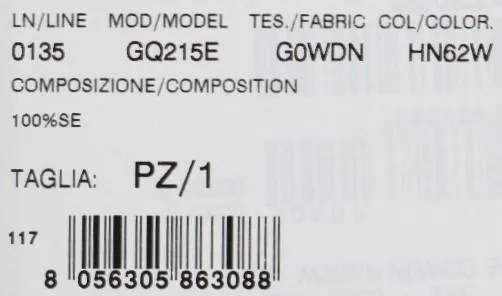 LN/LINE MOD/MODEL TES./FABRIC COL/COLOR.
0135 GQ215E G0WDN HN62W
COMPOSIZIONE/COMPOSITION
100%SE
TAGLIA: PZ/1
117
8 056305 863088